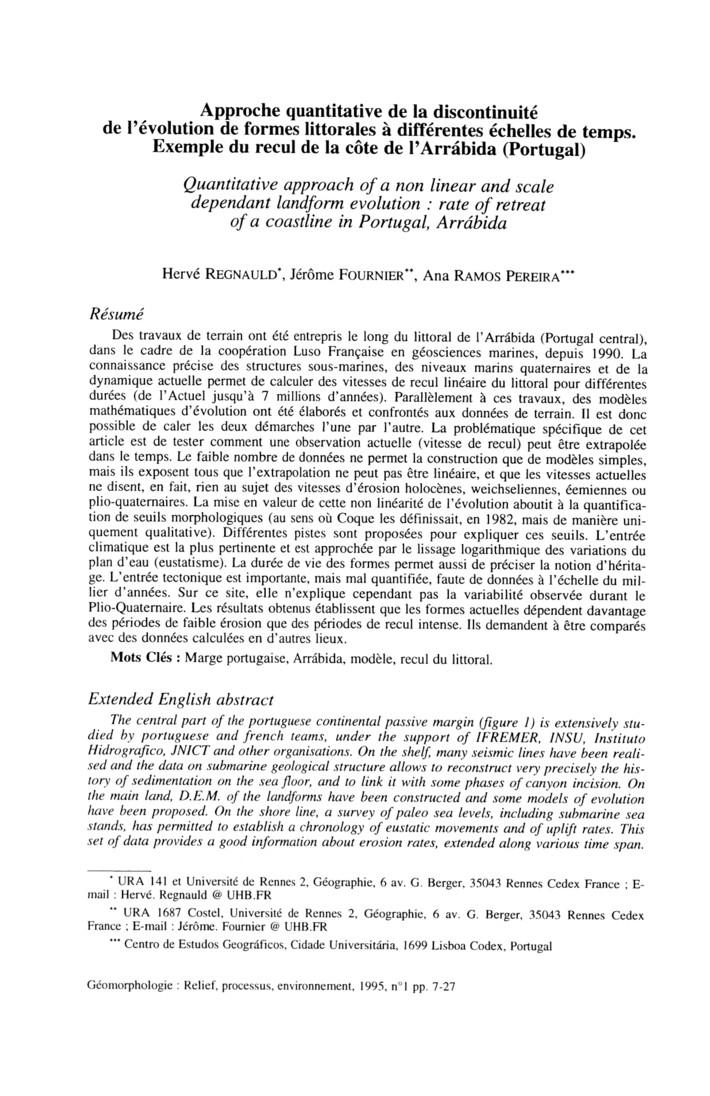 Approche quantitative de la discontinuité
de l'évolution de formes littorales à différentes échelles de temps.
Exemple du recul de la côte de l'Arrábida (Portugal)
Quantitative approach of a non linear and scale
dependant landform evolution : rate of retreat
of a coastline in Portugal, Arrábida
Hervé REGNAULD*, Jérôme FOURNIER**, Ana RAMOS PEREIRA***
Résumé
Des travaux de terrain ont été entrepris le long du littoral de l'Arrábida (Portugal central),
dans le cadre de la coopération Luso Française en géosciences marines, depuis 1990. La
connaissance précise des structures sous-marines, des niveaux marins quaternaires et de la
dynamique actuelle permet de calculer des vitesses de recul linéaire du littoral pour différentes
durées (de l'Actuel jusqu'à 7 millions d'années). Parallèlement à ces travaux, des modèles
mathématiques d'évolution ont été élaborés et confrontés aux données de terrain. Il est donc
possible de caler les deux démarches l'une par l'autre. La problématique spécifique de cet
article est de tester comment une observation actuelle (vitesse de recul) peut être extrapolée
dans le temps. Le faible nombre de données ne permet la construction que de modèles simples,
mais ils exposent tous que l'extrapolation ne peut pas être linéaire, et que les vitesses actuelles
ne disent, en fait, rien au sujet des vitesses d'érosion holocènes, weichseliennes, éemiennes ou
plio-quaternaires. La mise en valeur de cette non linéarité de l'évolution aboutit à la quantifica-
tion de seuils morphologiques (au sens où Coque les définissait, en 1982, mais de manière uni-
quement qualitative). Différentes pistes sont proposées pour expliquer ces seuils. L'entrée
climatique est la plus pertinente et est approchée par le lissage logarithmique des variations du
plan d'eau (eustatisme). La durée de vie des formes permet aussi de préciser la notion d'hérita-
ge. L'entrée tectonique est importante, mais mal quantifiée, faute de données à l'échelle du mil-
lier d'années. Sur ce site, elle n'explique cependant pas la variabilité observée durant le
Plio-Quaternaire. Les résultats obtenus établissent que les formes actuelles dépendent davantage
des périodes de faible érosion que des périodes de recul intense. Ils demandent à être comparés
avec des données calculées en d'autres lieux.
Mots Clés : Marge portugaise, Arrábida, modèle, recul du littoral.
Extended English abstract
The central part of the portuguese continental passive margin (figure 1) is extensively stu-
died by portuguese and french teams, under the support of IFREMER, INSU, Instituto
Hidrografico, JNICT and other organisations. On the shelf, many seismic lines have been reali-
sed and the data on submarine geological structure allows to reconstruct very precisely the his-
tory of sedimentation on the sea floor, and to link it with some phases of canyon incision. On
the main land, D.E.M. of the landforms have been constructed and some models of evolution
have been proposed. On the shore line, a survey of paleo sea levels, including submarine sea
stands, has permitted to establish a chronology of eustatic movements and of uplift rates. This
set of data provides a good information about erosion rates, extended along various time span.
* URA 141 et Université de Rennes 2, Géographie, 6 av. G. Berger, 35043 Rennes Cedex France ; E-
mail : Hervé. Regnauld @ UHB.FR
** URA 1687 Costel, Université de Rennes 2, Géographie, 6 av. G. Berger, 35043 Rennes Cedex
France ; E-mail : Jérôme. Fournier @ UHB.FR
*** Centro de Estudos Geográficos, Cidade Universitária, 1699 Lisboa Codex, Portugal
Géomorphologie : Relief, processus, environnement, 1995, n°1 pp. 7-27